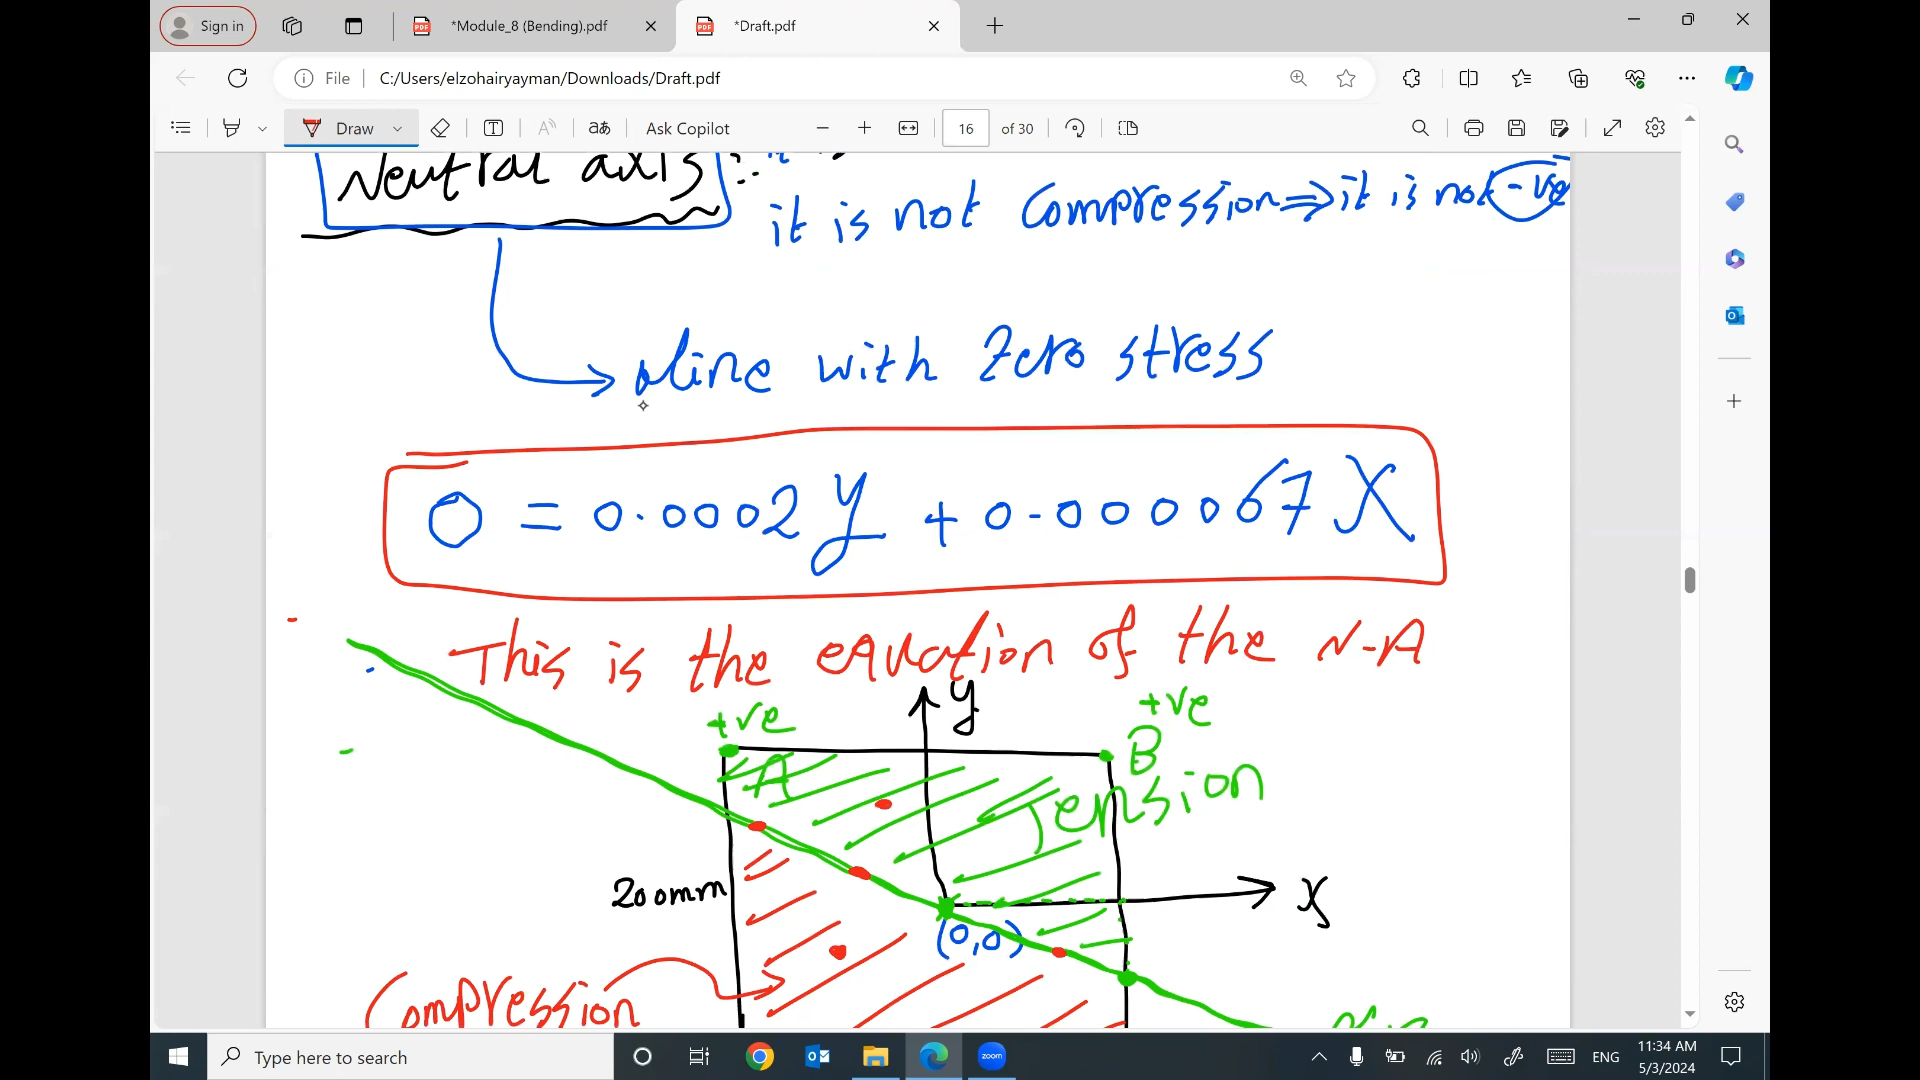 Sign in
*Module_8 (Bending).pdf
*Draft.pdf
File
C:/Users/elzohairyayman/Downloads/Draft.pdf
Draw
Ask Copilot
16
of 30
Neutral axis
it is not Compression ⇒ it is not -ve
line with Zero stress
0 = 0.0002 y + 0.000067 X
This is the equation of the N-A
y
+ve
+ve
A
B
Tension
200mm
X
(0,0)
Compression
Type here to search
zoom
ENG
11:34 AM
5/3/2024